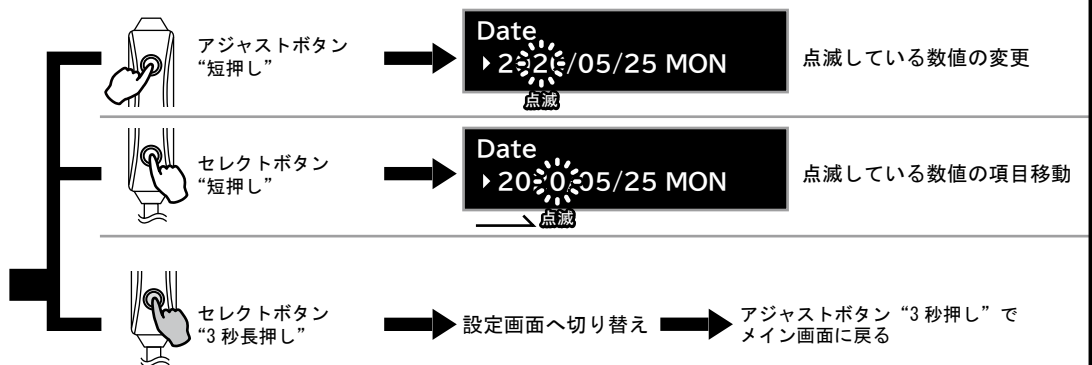 アジャストボタン
“短押し”
Date
2020/05/25 MON
点滅
点滅している数値の変更
セレクトボタン
“短押し”
Date
2020/05/25 MON
点滅
点滅している数値の項目移動
セレクトボタン
“3秒長押し”
設定画面へ切り替え
アジャストボタン“3秒押し”で
メイン画面に戻る